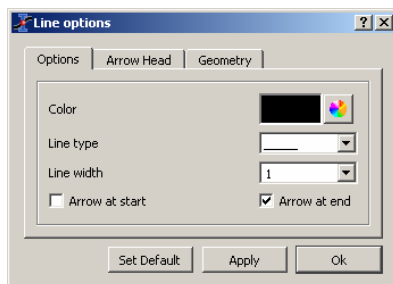 Line options
Options Arrow Head Geometry
Color
Line type
Line width 1
Arrow at start Arrow at end
Set Default Apply Ok